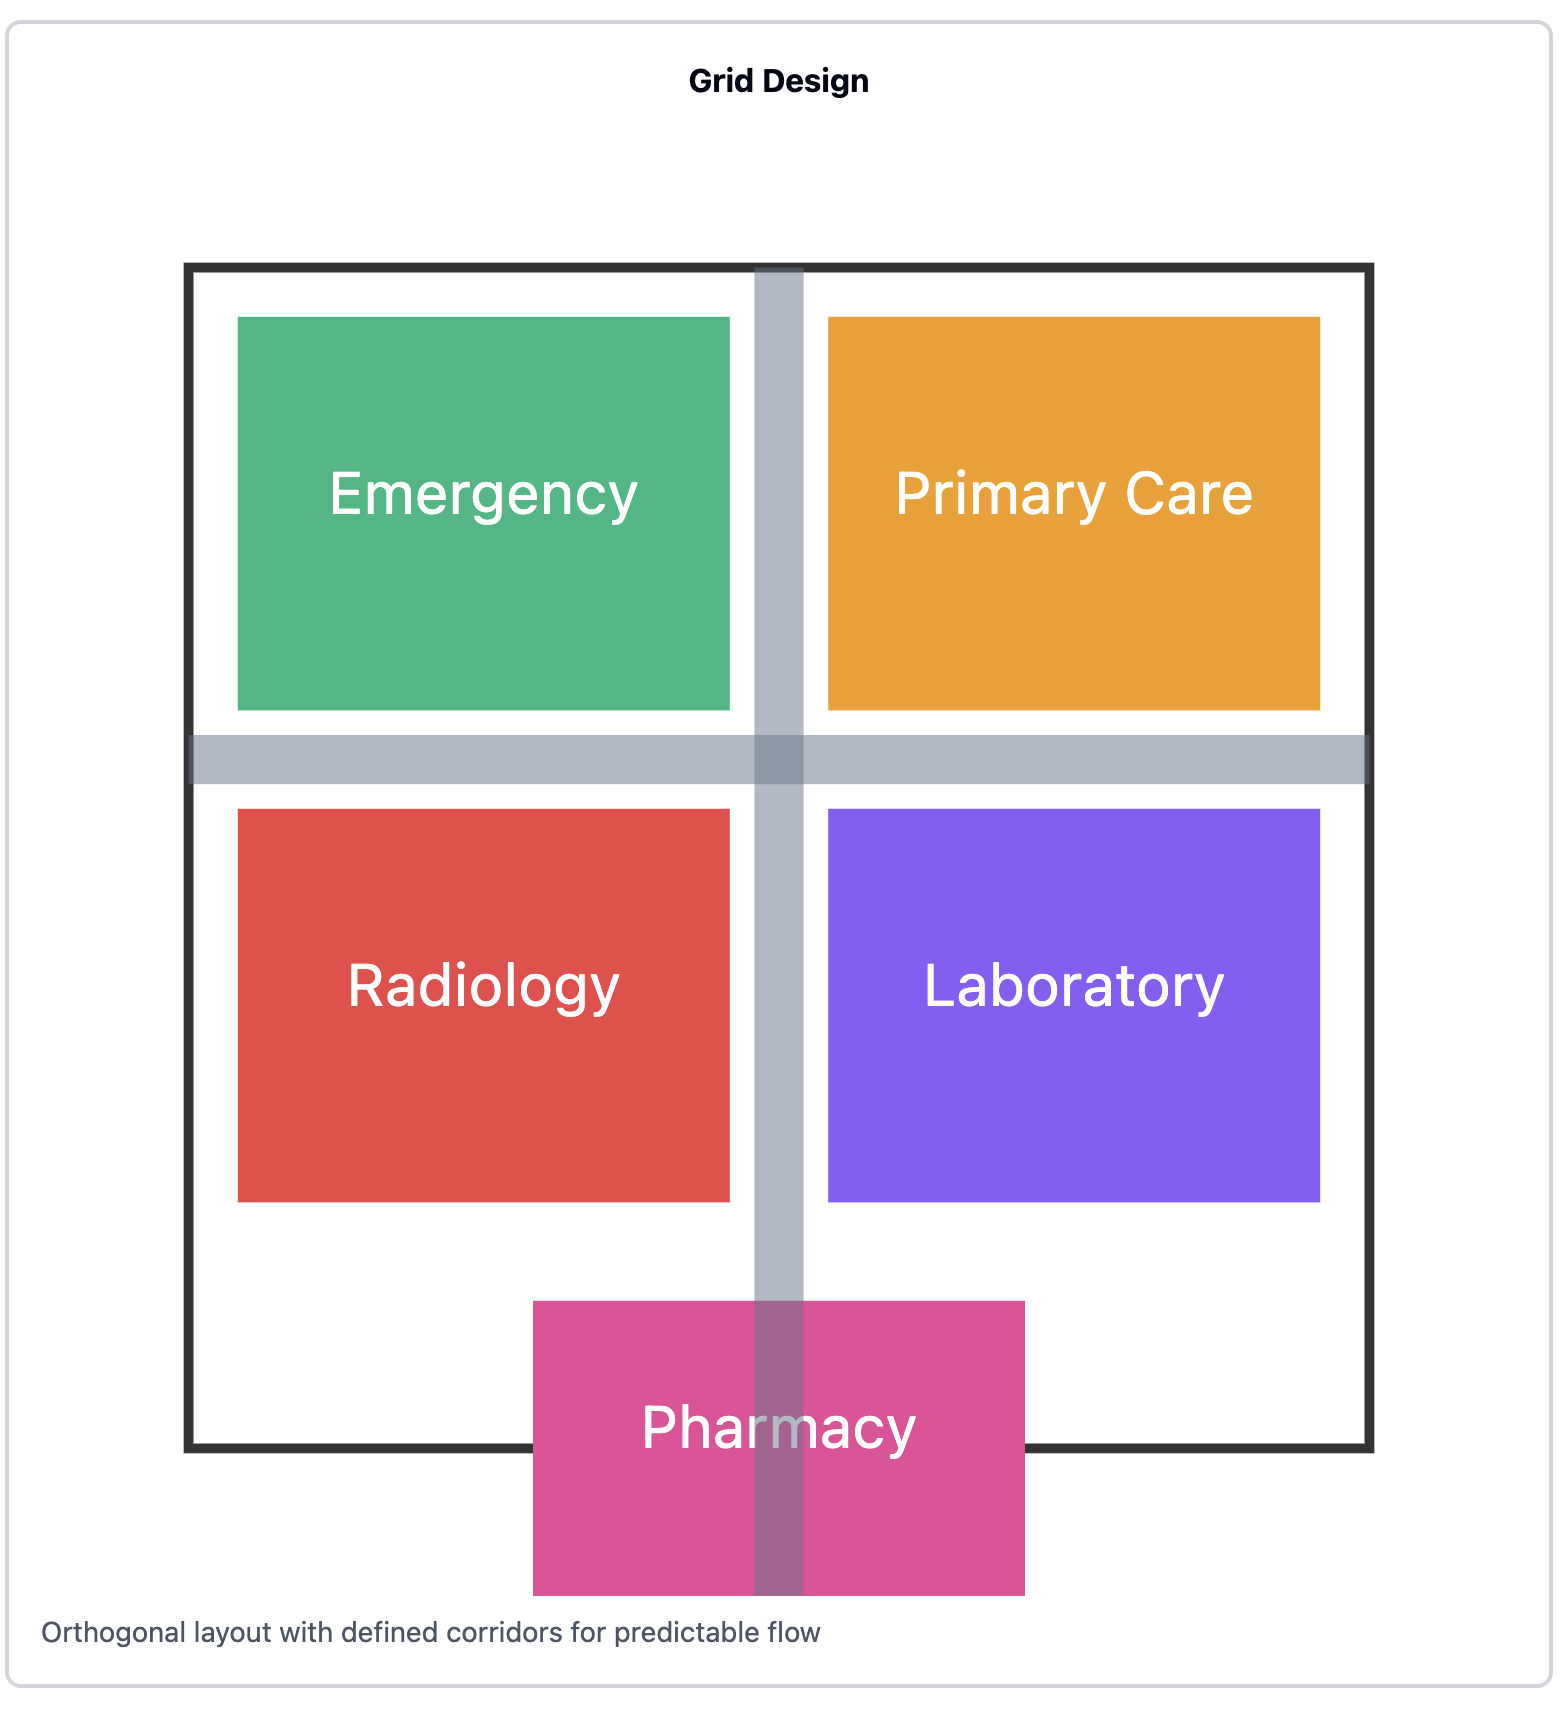 Grid Design
Emergency
Primary Care
Radiology
Laboratory
Pharmacy
Orthogonal layout with defined corridors for predictable flow